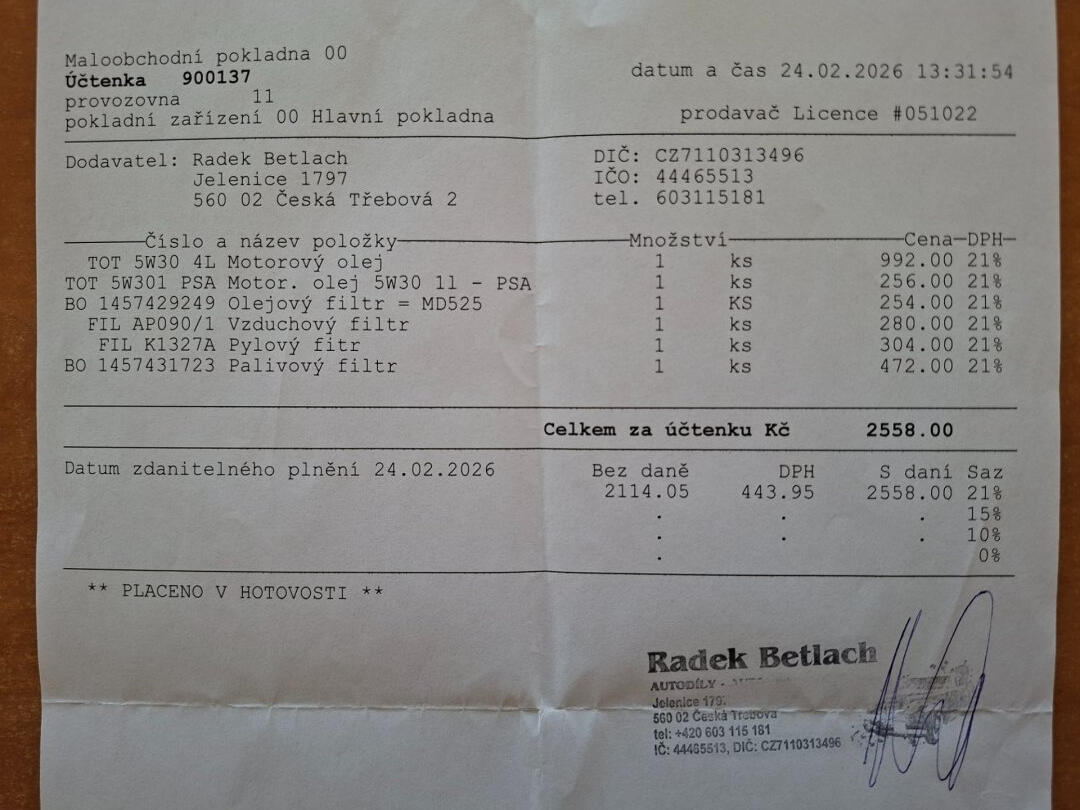 Maloobchodní pokladna 00
Účtenka 900137
datum a čas 24.02.2026 13:31:54
provozovna 11
pokladní zařízení 00 Hlavní pokladna
prodavač Licence #051022
Dodavatel: Radek Betlach DIČ: CZ7110313496
Jelenice 1797 IČO: 44465513
560 02 Česká Třebová 2 tel. 603115181
Číslo a název položky Množství Cena DPH
TOT 5W30 4L Motorový olej 1 ks 992.00 21%
TOT 5W301 PSA Motor. olej 5W30 1l - PSA 1 ks 256.00 21%
BO 1457429249 Olejový filtr = MD525 1 KS 254.00 21%
FIL AP090/1 Vzduchový filtr 1 ks 280.00 21%
FIL K1327A Pylový fitr 1 ks 304.00 21%
BO 1457431723 Palivový filtr 1 ks 472.00 21%
Celkem za účtenku Kč 2558.00
Datum zdanitelného plnění 24.02.2026 Bez daně DPH S daní Saz
2114.05 443.95 2558.00 21%
. . . 15%
. . . 10%
. 0%
** PLACENO V HOTOVOSTI **
Radek Betlach
AUTODÍLY -
Jelenice
560 02 Česká Třebová
tel: +420 603 115 181
IČ: 44465513, DIČ: CZ7110313496